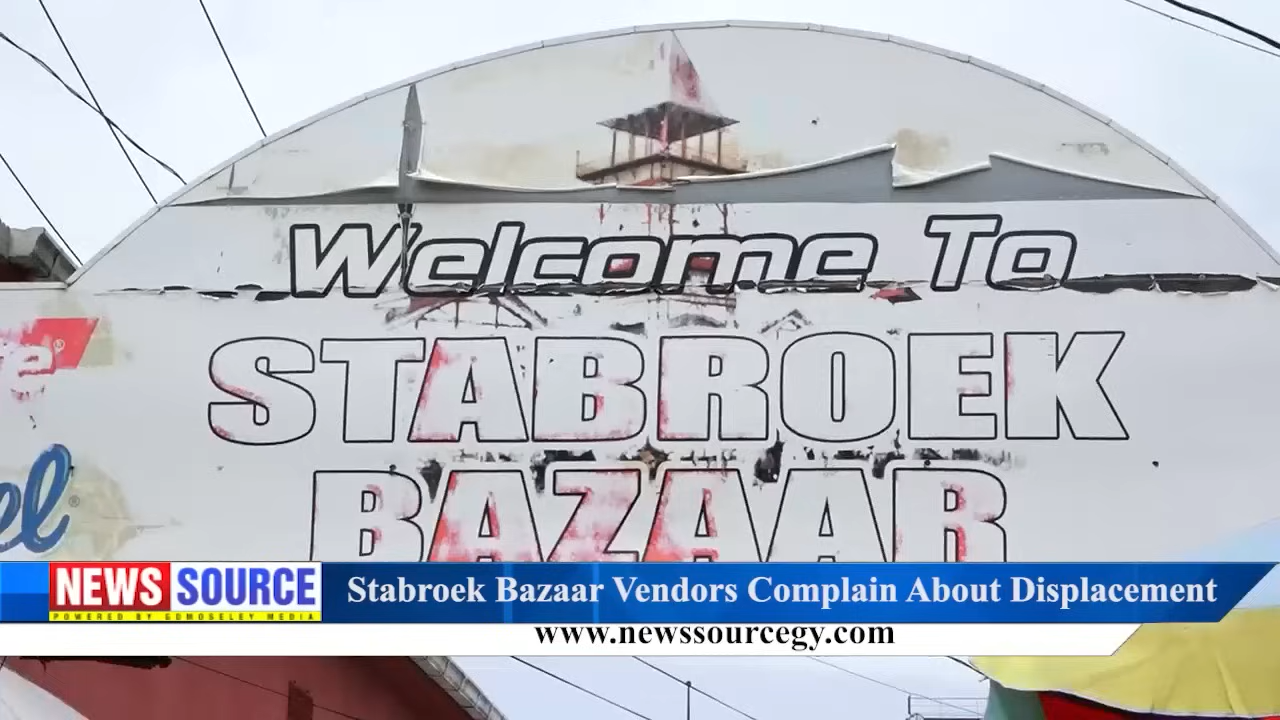 Welcome To
STABROEK
BAZAAR
NEWS SOURCE
POWERED BY GDMOSELEY MEDIA
Stabroek Bazaar Vendors Complain About Displacement
www.newssourcegy.com